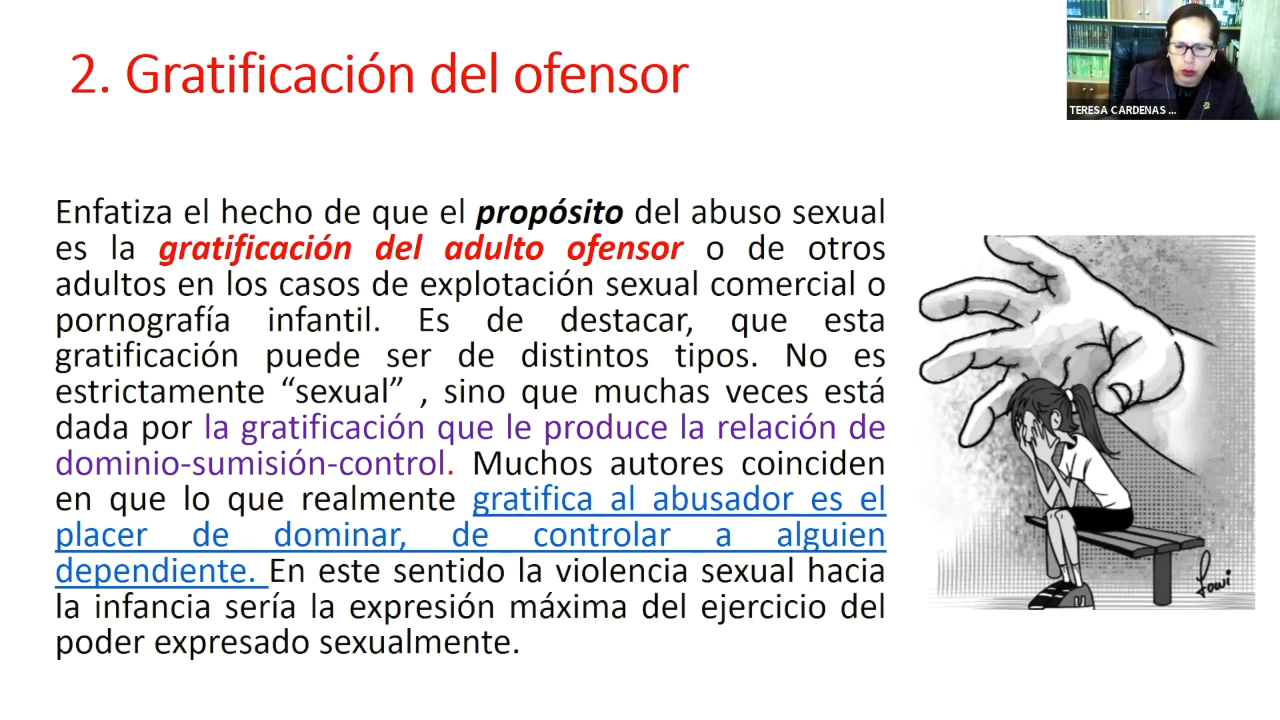 2. Gratificación del ofensor
TERESA CARDENAS ...
Enfatiza el hecho de que el propósito del abuso sexual
es la gratificación del adulto ofensor o de otros
adultos en los casos de explotación sexual comercial o
pornografía infantil. Es de destacar, que esta
gratificación puede ser de distintos tipos. No es
estrictamente “sexual” , sino que muchas veces está
dada por la gratificación que le produce la relación de
dominio-sumisión-control. Muchos autores coinciden
en que lo que realmente gratifica al abusador es el
placer de dominar, de controlar a alguien
dependiente. En este sentido la violencia sexual hacia
la infancia sería la expresión máxima del ejercicio del
poder expresado sexualmente.